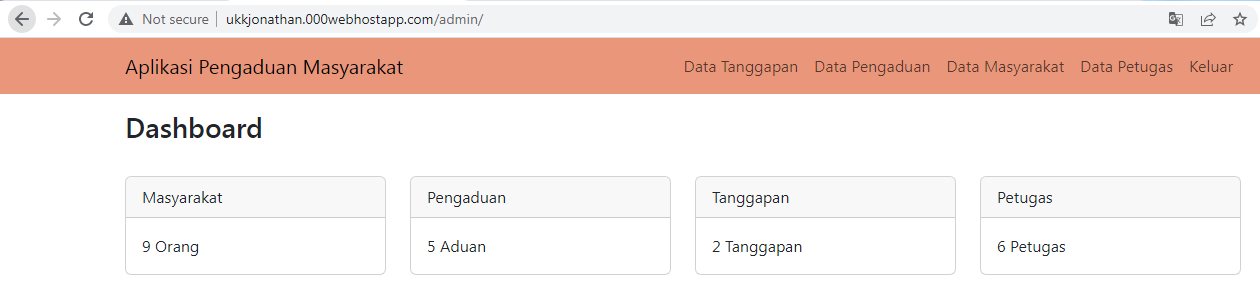 Not secure ukkjonathan.000webhostapp.com/admin/
Aplikasi Pengaduan Masyarakat Data Tanggapan Data Pengaduan Data Masyarakat Data Petugas Keluar
Dashboard
Masyarakat Pengaduan Tanggapan Petugas
9 Orang 5 Aduan 2 Tanggapan 6 Petugas